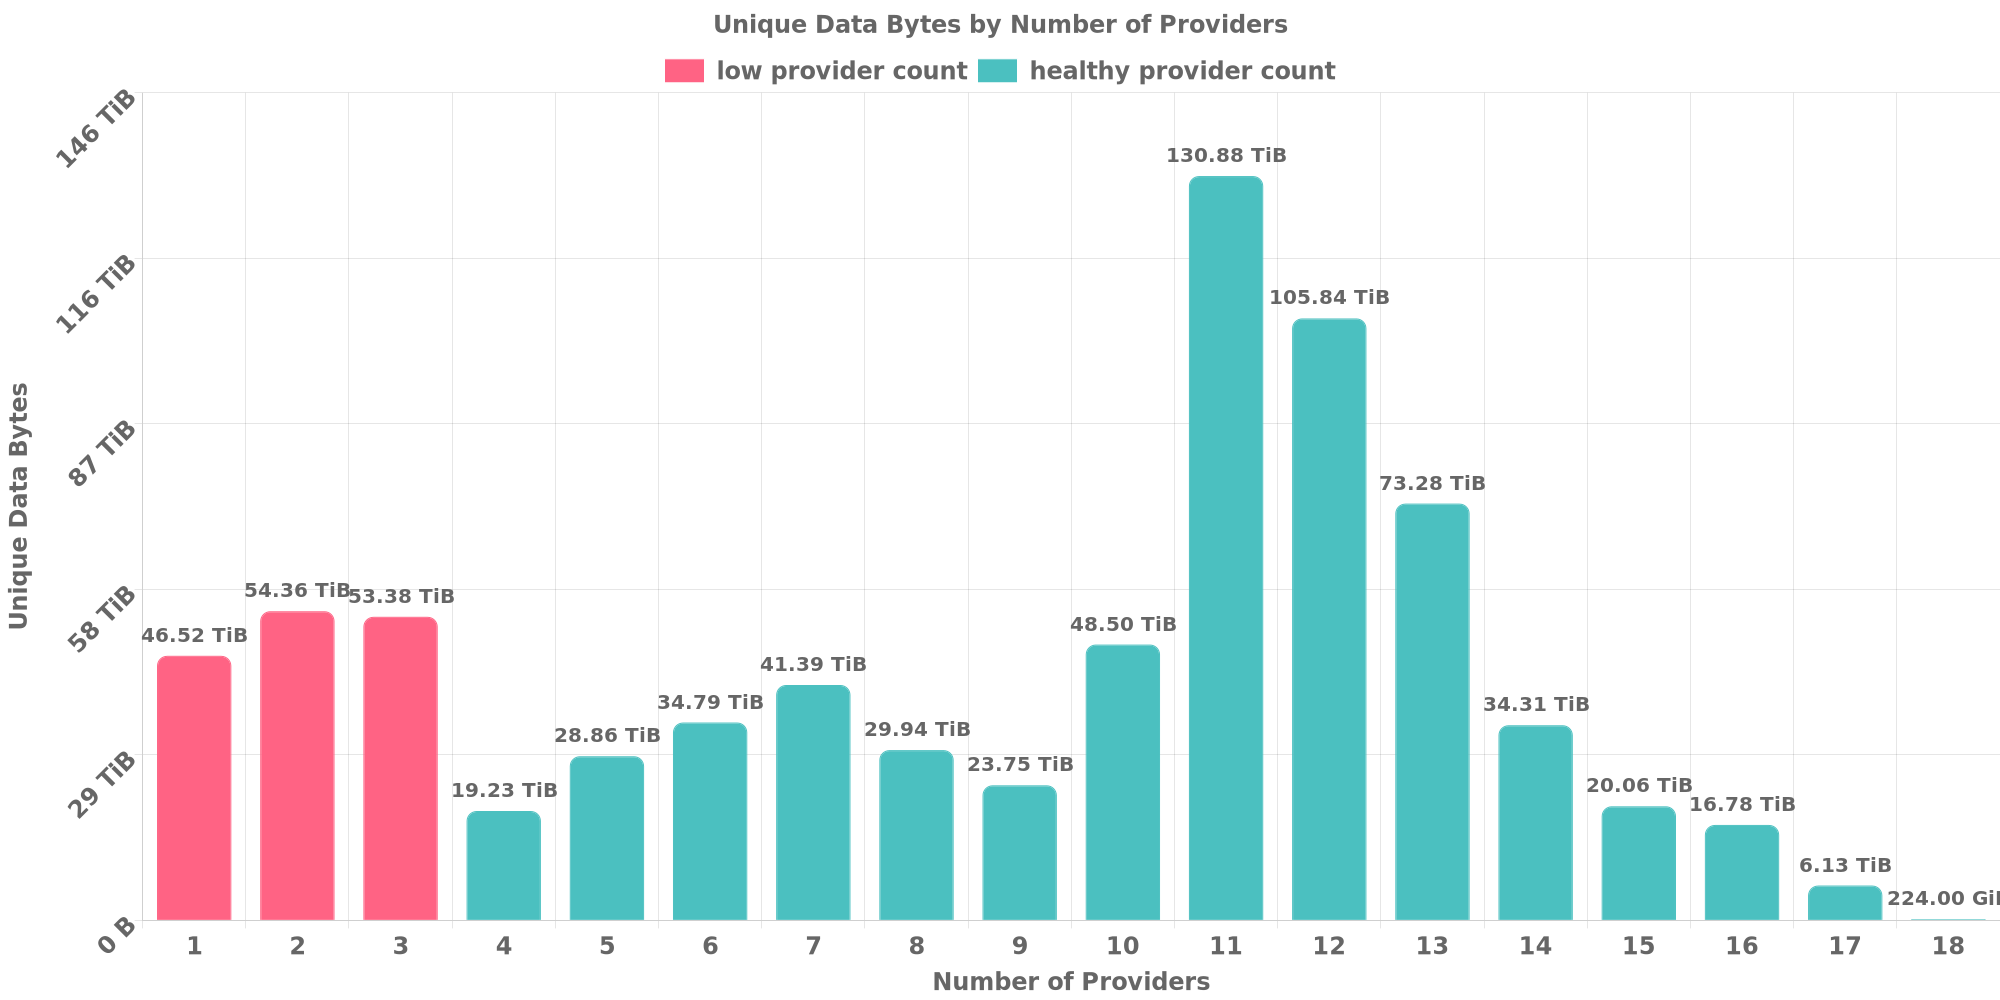 Unique Data Bytes by Number of Providers
low provider count healthy provider count
146 TiB
116 TiB
87 TiB
58 TiB
29 TiB
0 B
Unique Data Bytes
46.52 TiB
54.36 TiB
53.38 TiB
19.23 TiB
28.86 TiB
34.79 TiB
41.39 TiB
29.94 TiB
23.75 TiB
48.50 TiB
130.88 TiB
105.84 TiB
73.28 TiB
34.31 TiB
20.06 TiB
16.78 TiB
6.13 TiB
224.00
1 2 3 4 5 6 7 8 9 10 11 12 13 14 15 16 17 18
Number of Providers